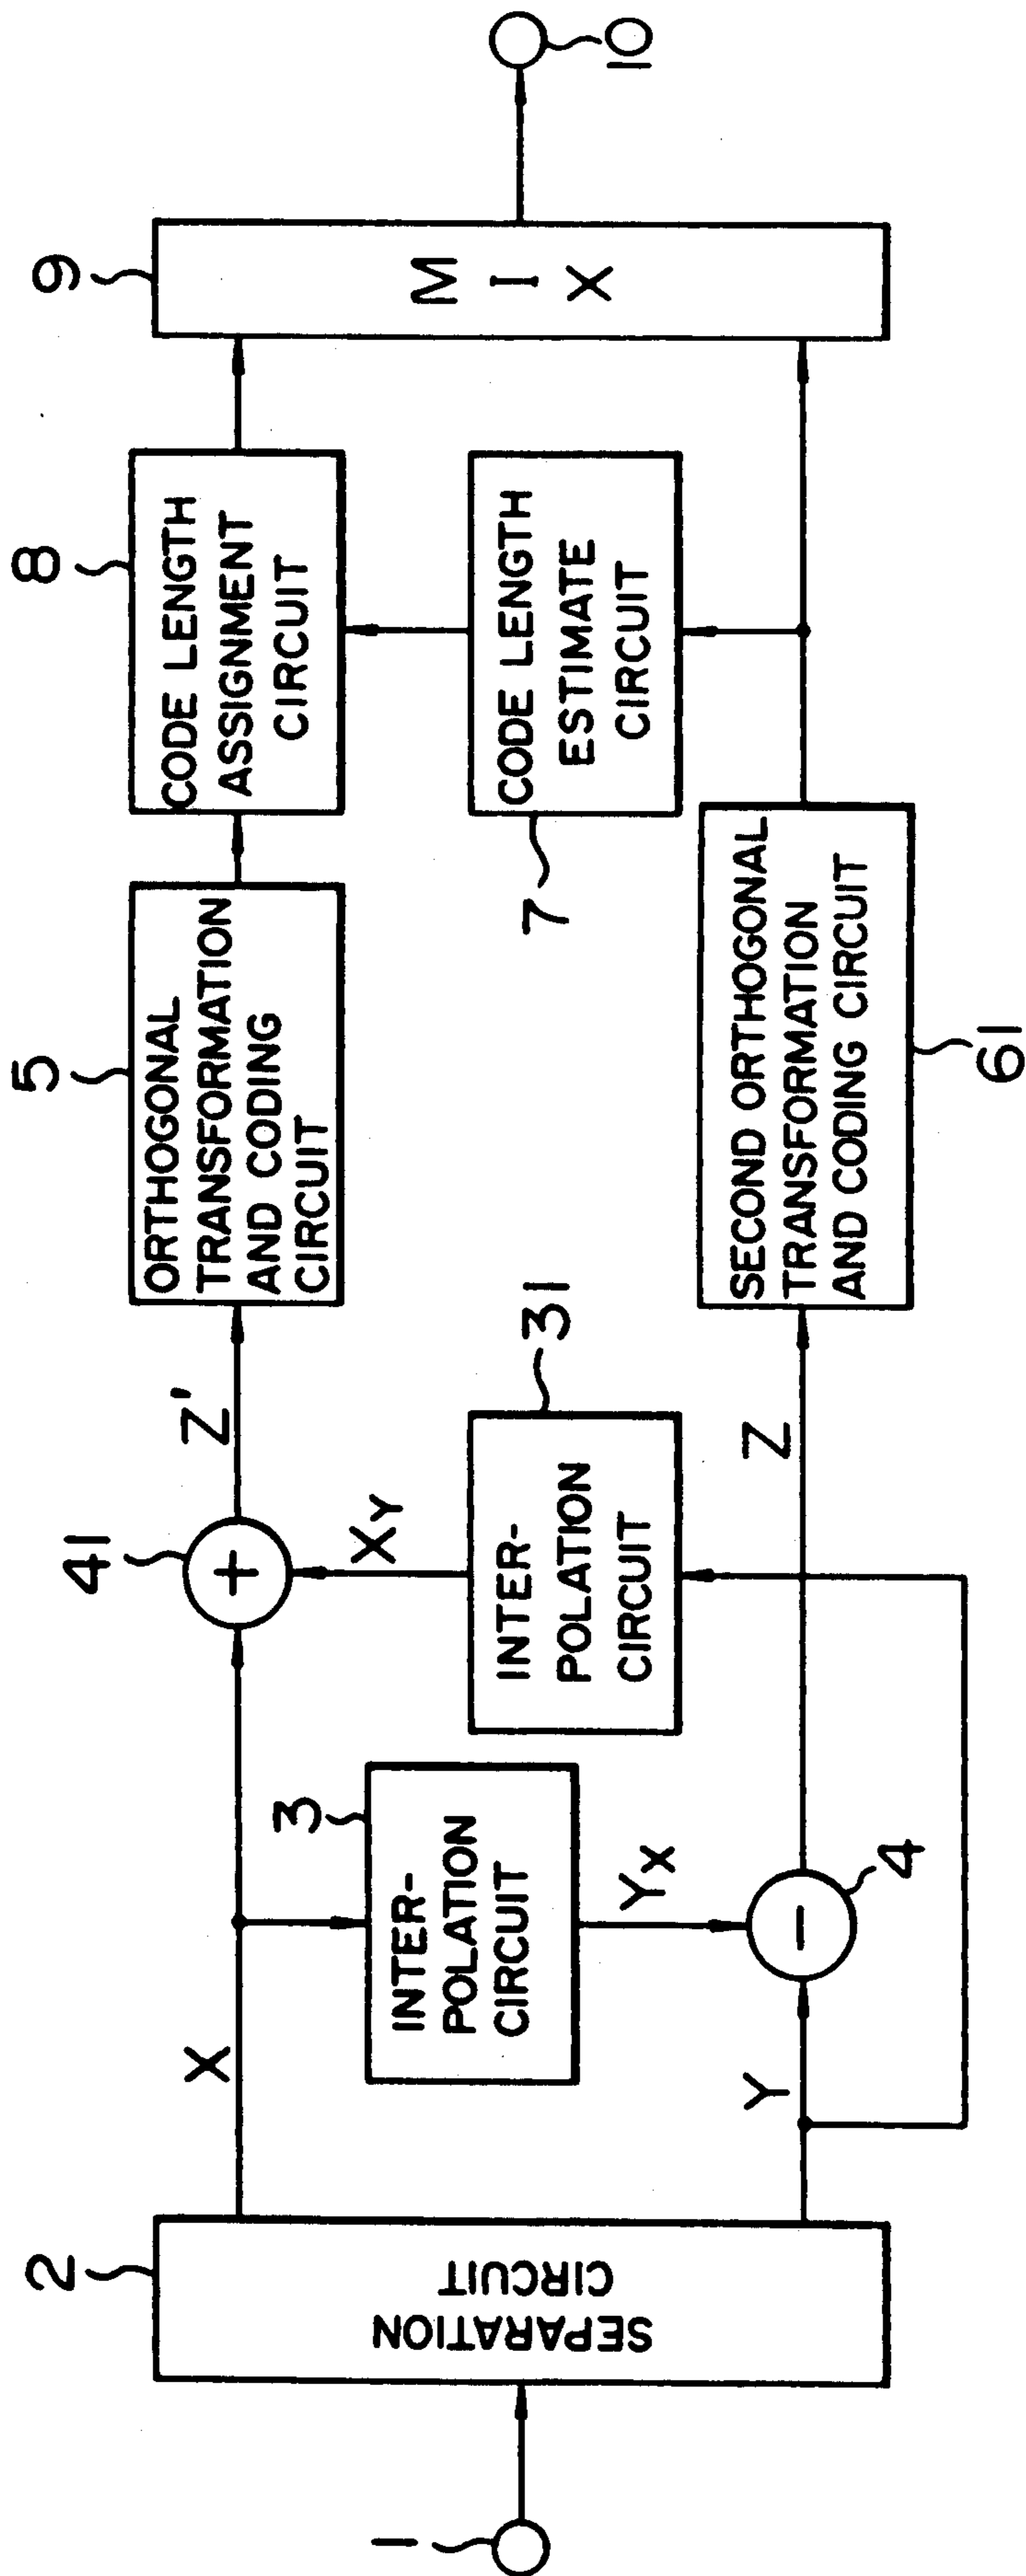 1
2
SEPARATION
CIRCUIT
X
Y
3
INTER-
POLATION
CIRCUIT
YX
4
31
INTER-
POLATION
CIRCUIT
XY
41
Z'
Z
5
ORTHOGONAL
TRANSFORMATION
AND CODING
CIRCUIT
61
SECOND ORTHOGONAL
TRANSFORMATION
AND CODING CIRCUIT
7
CODE LENGTH
ESTIMATE
CIRCUIT
8
CODE LENGTH
ASSIGNMENT
CIRCUIT
9
M
I
X
10
+
−